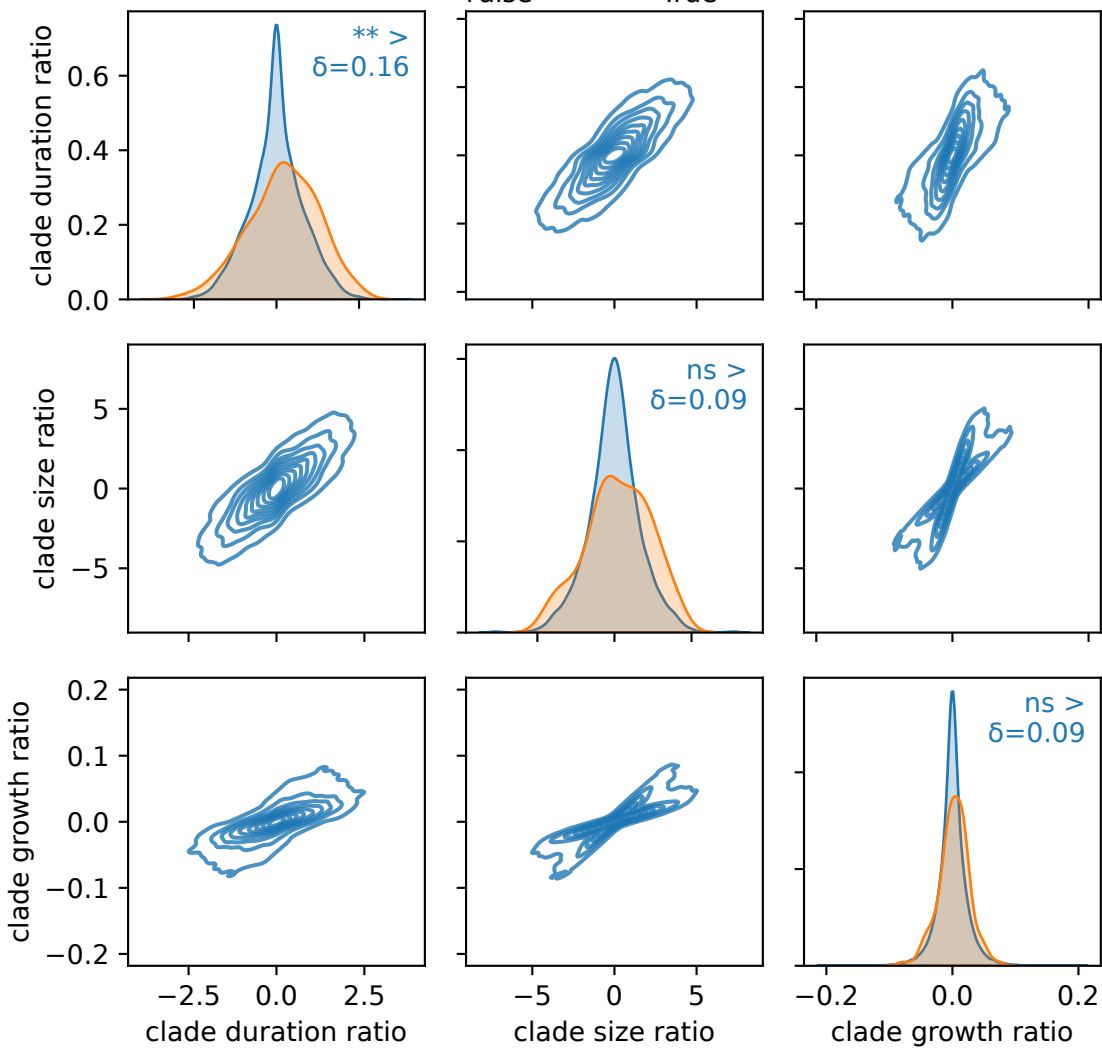 False True
clade duration ratio
0.6
0.4
0.2
0.0
** >
δ=0.16
clade size ratio
5
0
−5
ns >
δ=0.09
clade growth ratio
0.2
0.1
0.0
−0.1
−0.2
ns >
δ=0.09
−2.5 0.0 2.5
−5 0 5
−0.2 0.0 0.2
clade duration ratio
clade size ratio
clade growth ratio